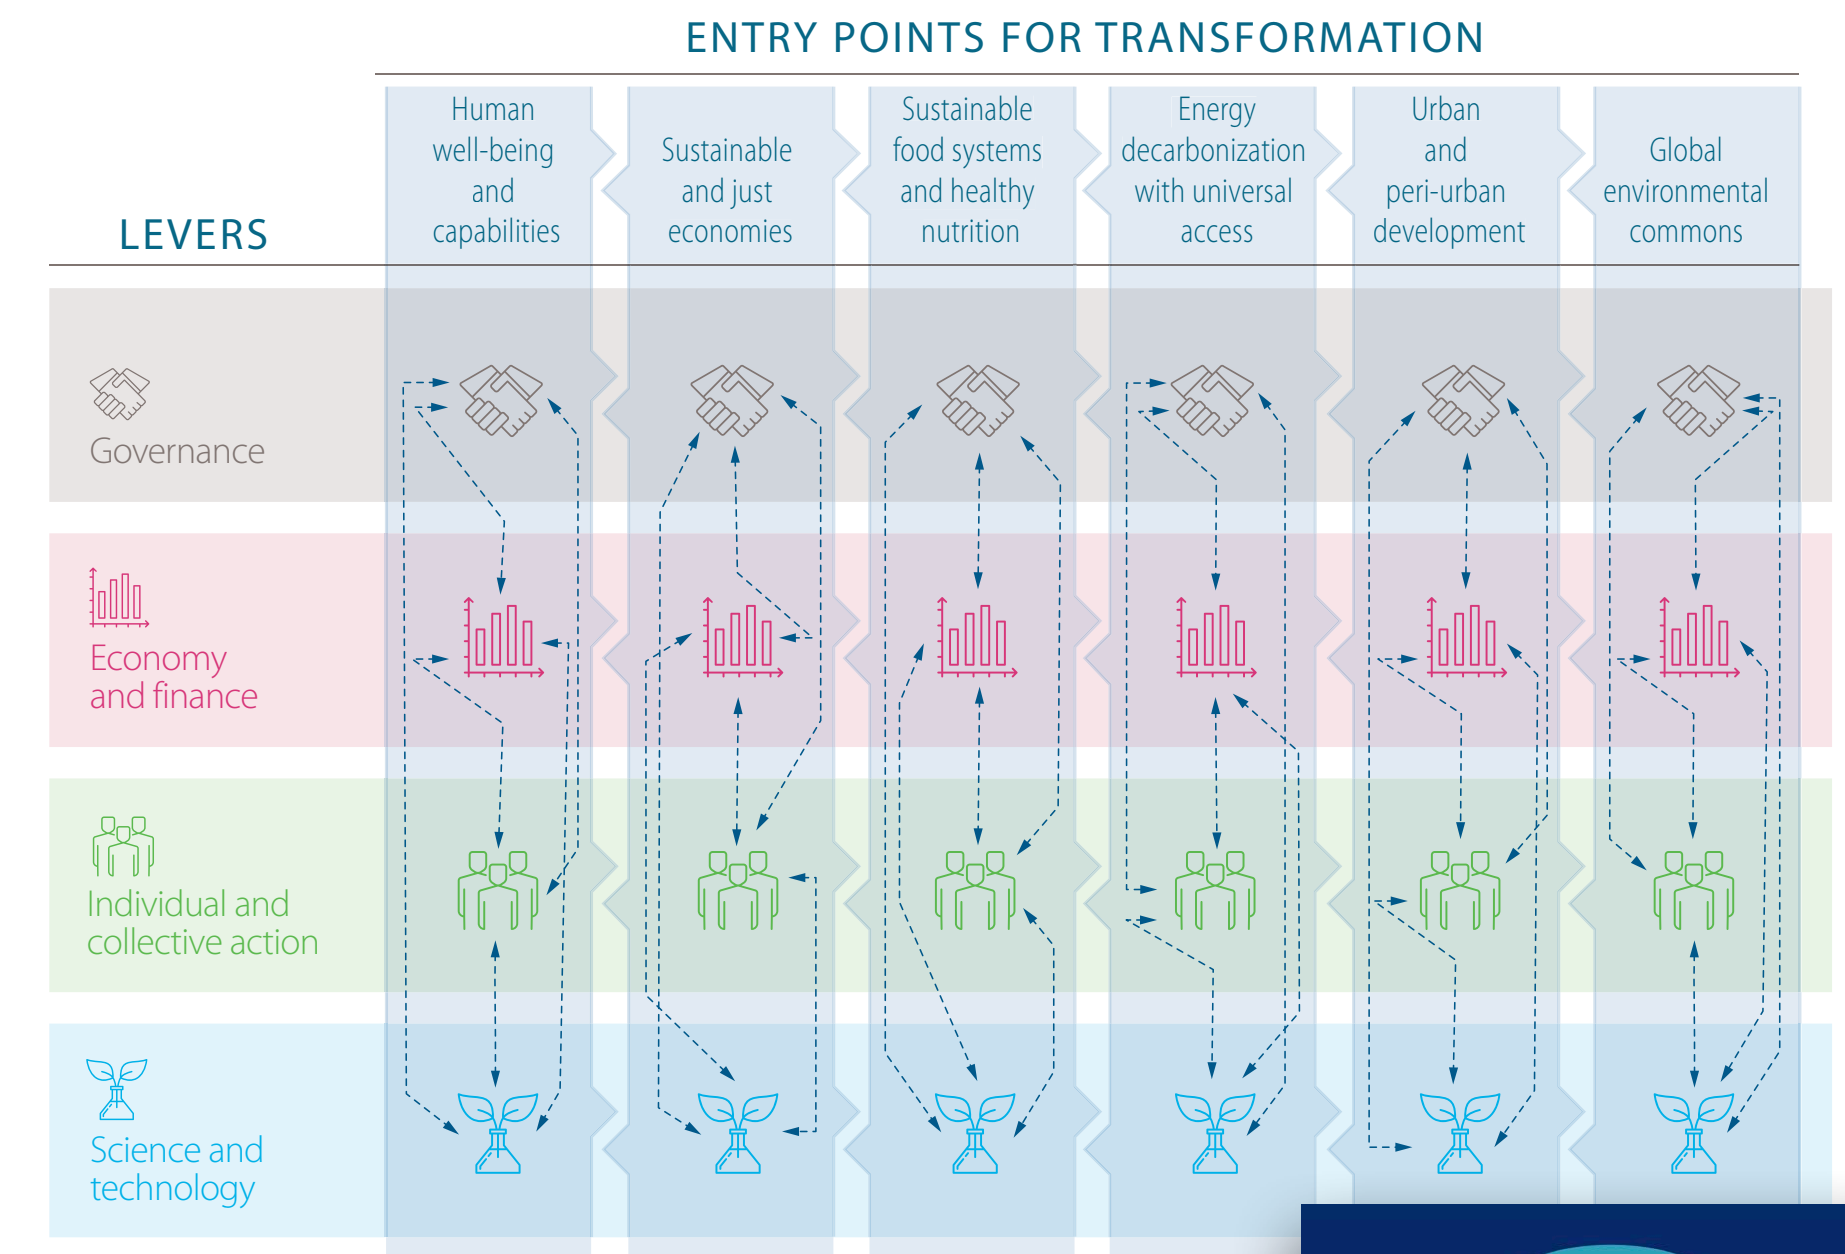 ENTRY POINTS FOR TRANSFORMATION
LEVERS
Human
well-being
and
capabilities
Sustainable
and just
economies
Sustainable
food systems
and healthy
nutrition
Energy
decarbonization
with universal
access
Urban
and
peri-urban
development
Global
environmental
commons
Governance
Economy
and finance
Individual and
collective action
Science and
technology